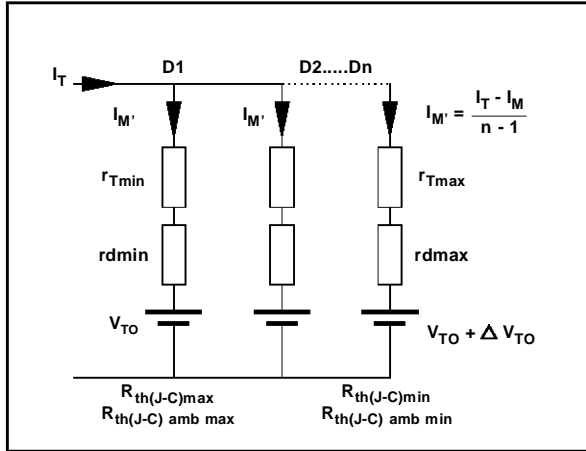 I_T D1 D2.....Dn
I_M' I_M' I_M' = I_T - I_M / n - 1
r_Tmin r_Tmax
rdmin rdmax
V_TO V_TO + Δ V_TO
R_th(J-C)max R_th(J-C)min
R_th(J-C) amb max R_th(J-C) amb min